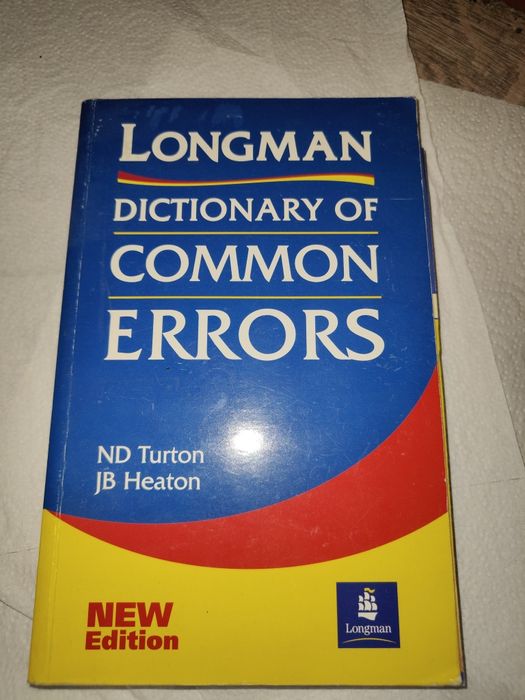 LONGMAN
DICTIONARY OF
COMMON
ERRORS
ND Turton
JB Heaton
NEW
Edition
Longman